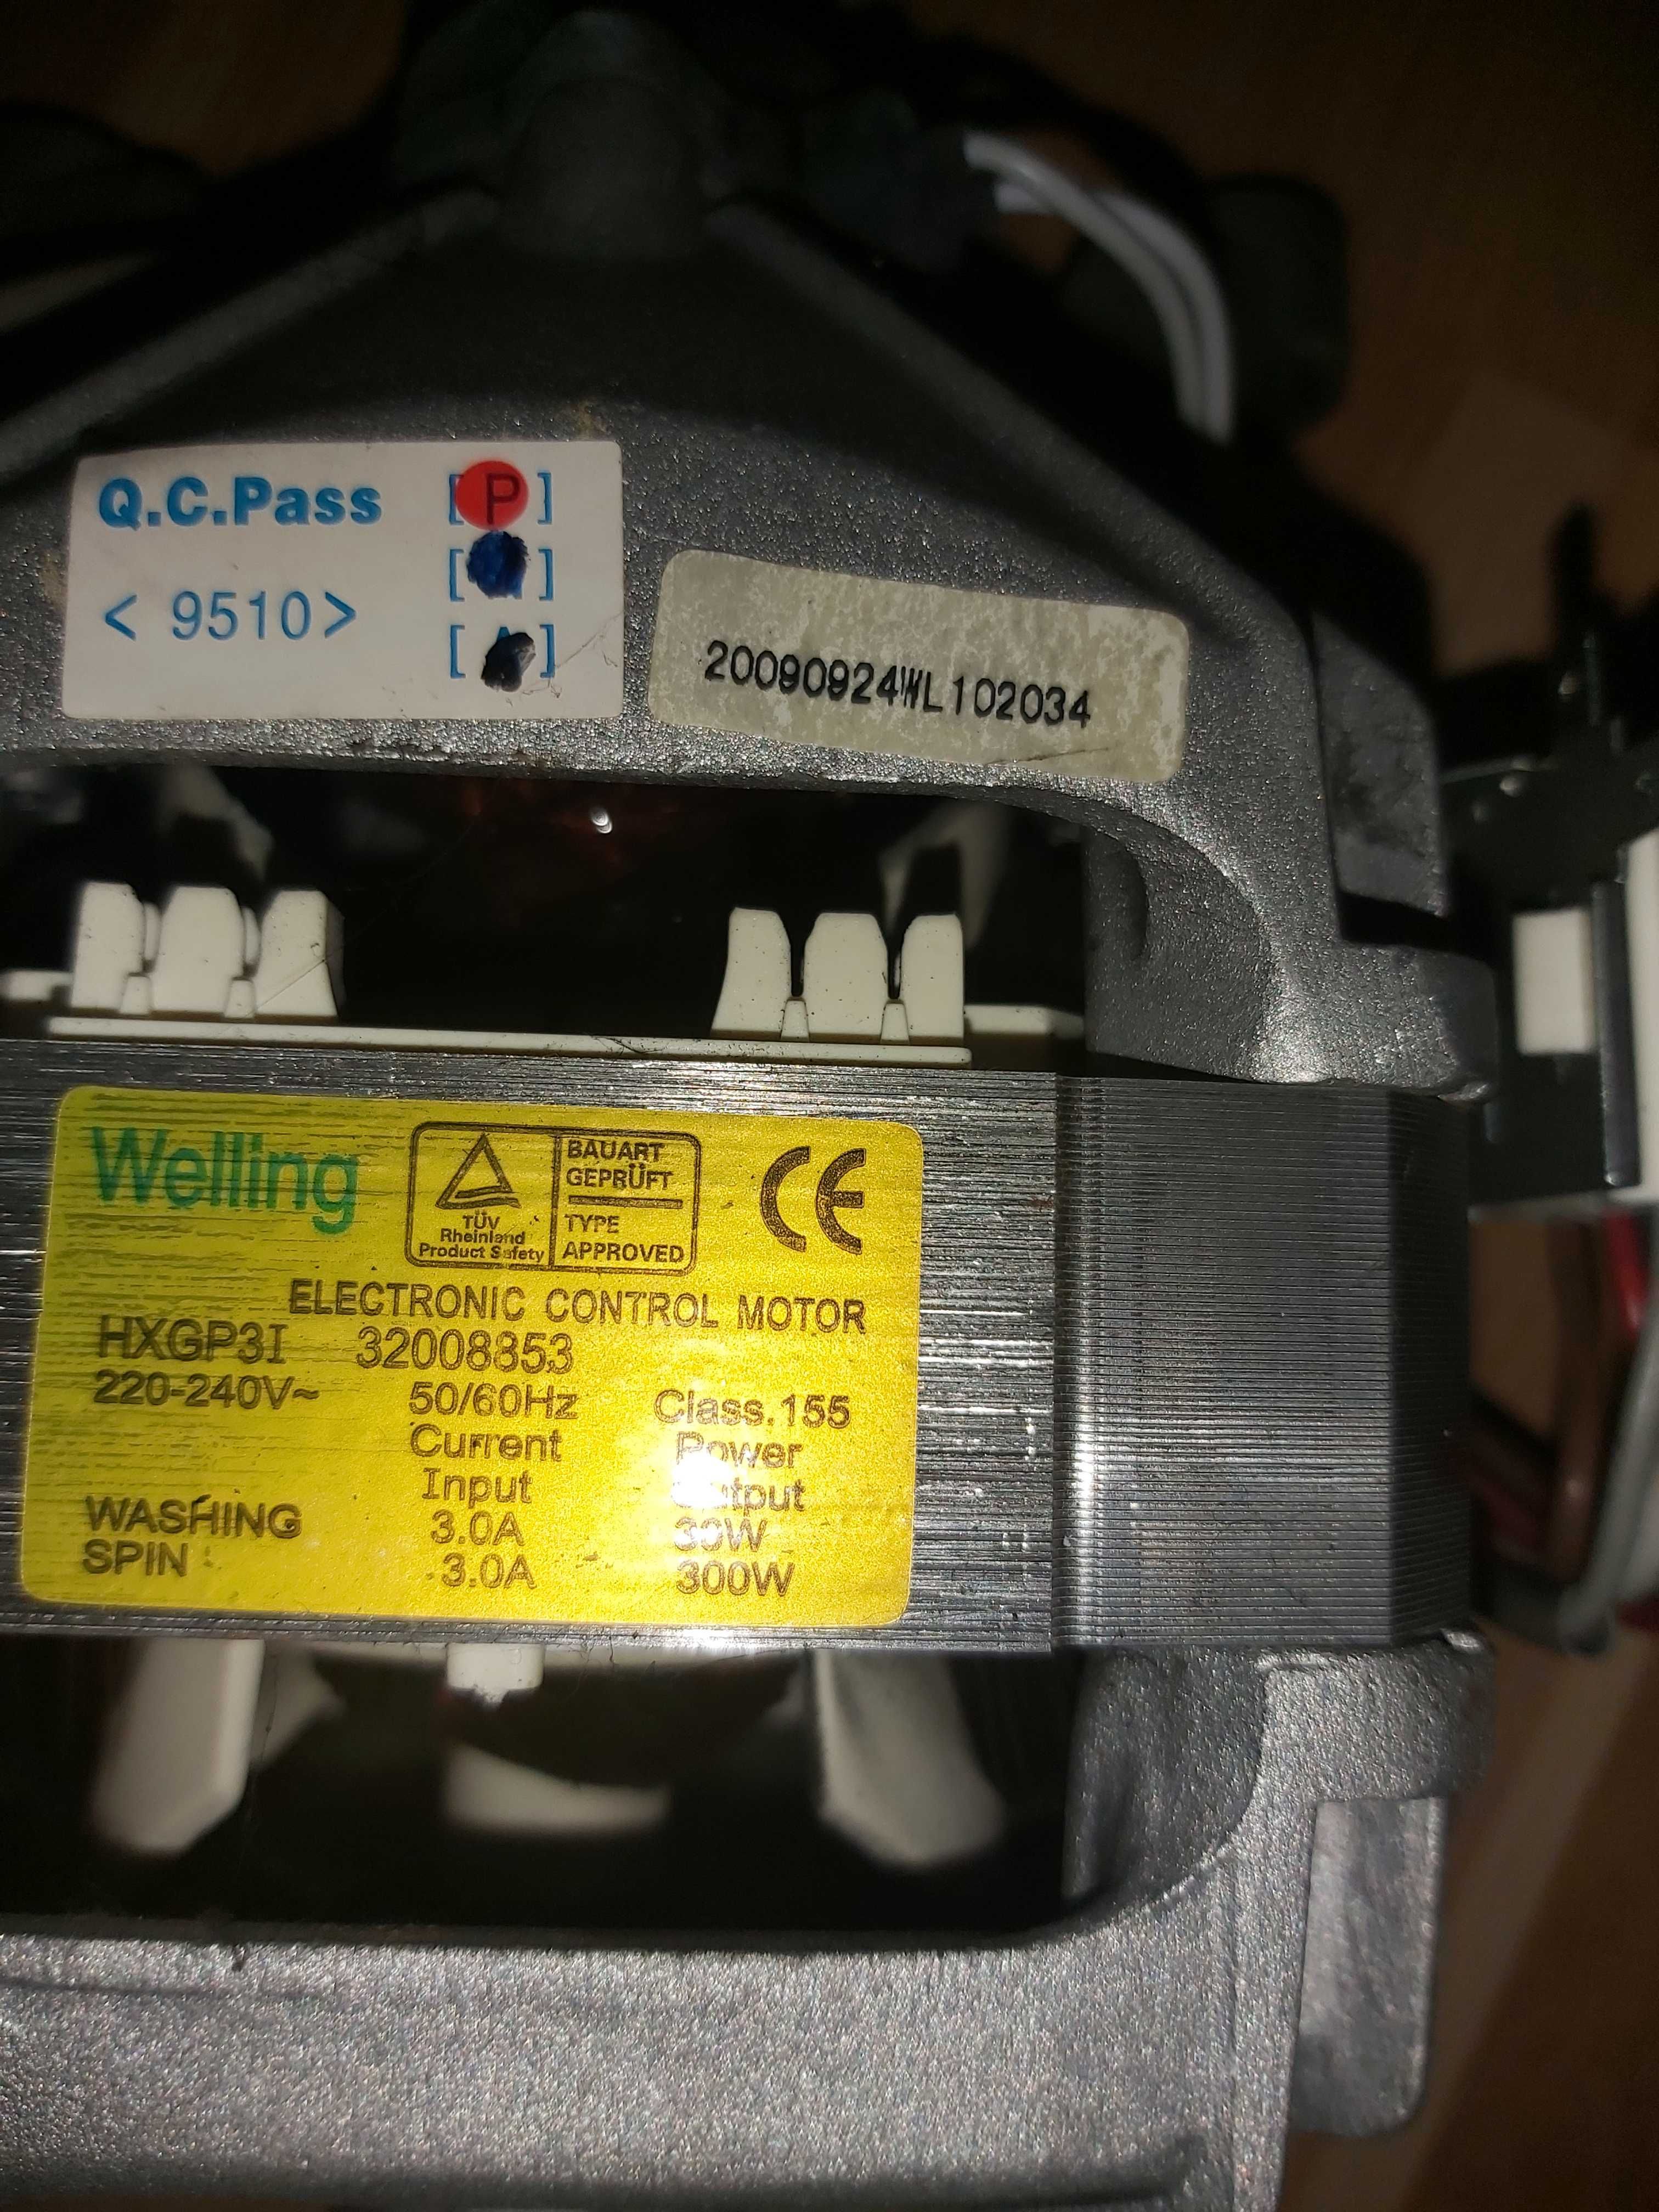 Q.C.Pass [P]
< 9510>
20090924WL102034
Welling
TÜV
Rheinland
Product Safety
BAUART
GEPRÜFT
TYPE
APPROVED
CE
ELECTRONIC CONTROL MOTOR
HXGP3I 32008853
220-240V~ 50/60Hz Class.155
Current Power
Input Output
WASHING 3.0A 30W
SPIN 3.0A 300W